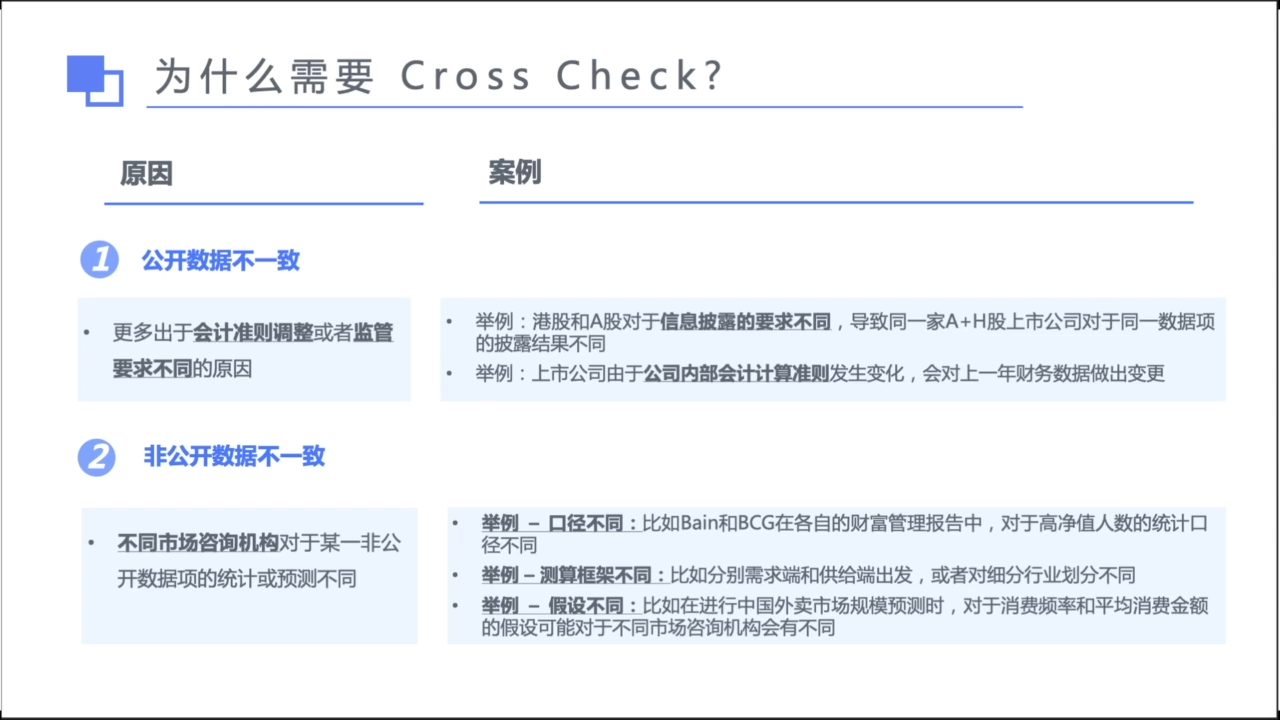 为什么需要 Cross Check?
原因
案例
1 公开数据不一致
• 更多出于会计准则调整或者监管
要求不同的原因
• 举例：港股和A股对于信息披露的要求不同，导致同一家A+H股上市公司对于同一数据项
的披露结果不同
• 举例：上市公司由于公司内部会计计算准则发生变化，会对上一年财务数据做出变更
2 非公开数据不一致
• 不同市场咨询机构对于某一非公
开数据项的统计或预测不同
• 举例 – 口径不同：比如Bain和BCG在各自的财富管理报告中，对于高净值人数的统计口
径不同
• 举例 – 测算框架不同：比如分别需求端和供给端出发，或者对细分行业划分不同
• 举例 – 假设不同：比如在进行中国外卖市场规模预测时，对于消费频率和平均消费金额
的假设可能对于不同市场咨询机构会有不同